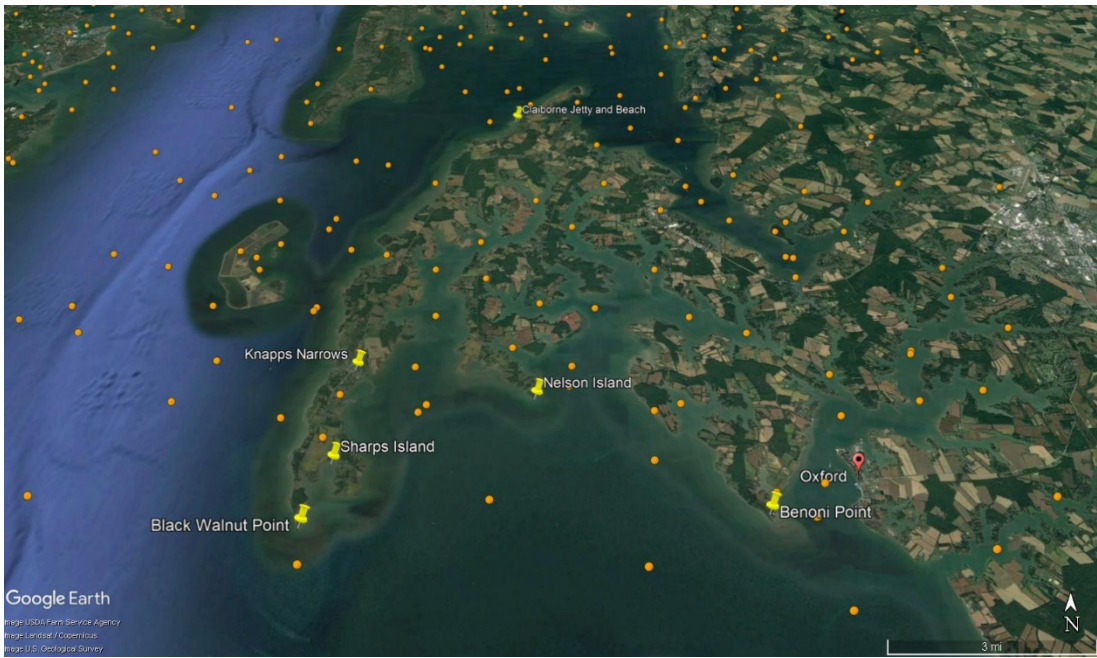 Claiborne Jetty and Beach
Knapps Narrows
Nelson Island
Sharps Island
Oxford
Benoni Point
Black Walnut Point
Google Earth
Image USDA Farm Service Agency
Image Landsat / Copernicus
Image U.S. Geological Survey
N
3 mi